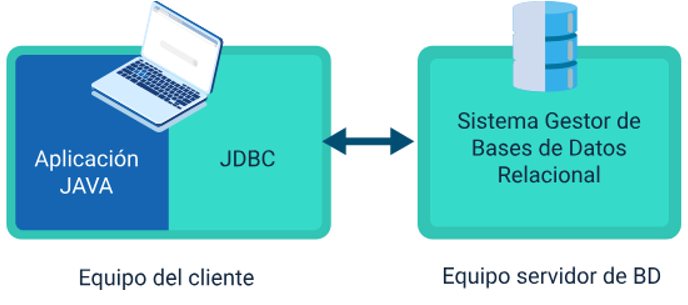 Aplicación
JAVA
JDBC
Sistema Gestor de
Bases de Datos
Relacional
Equipo del cliente
Equipo servidor de BD